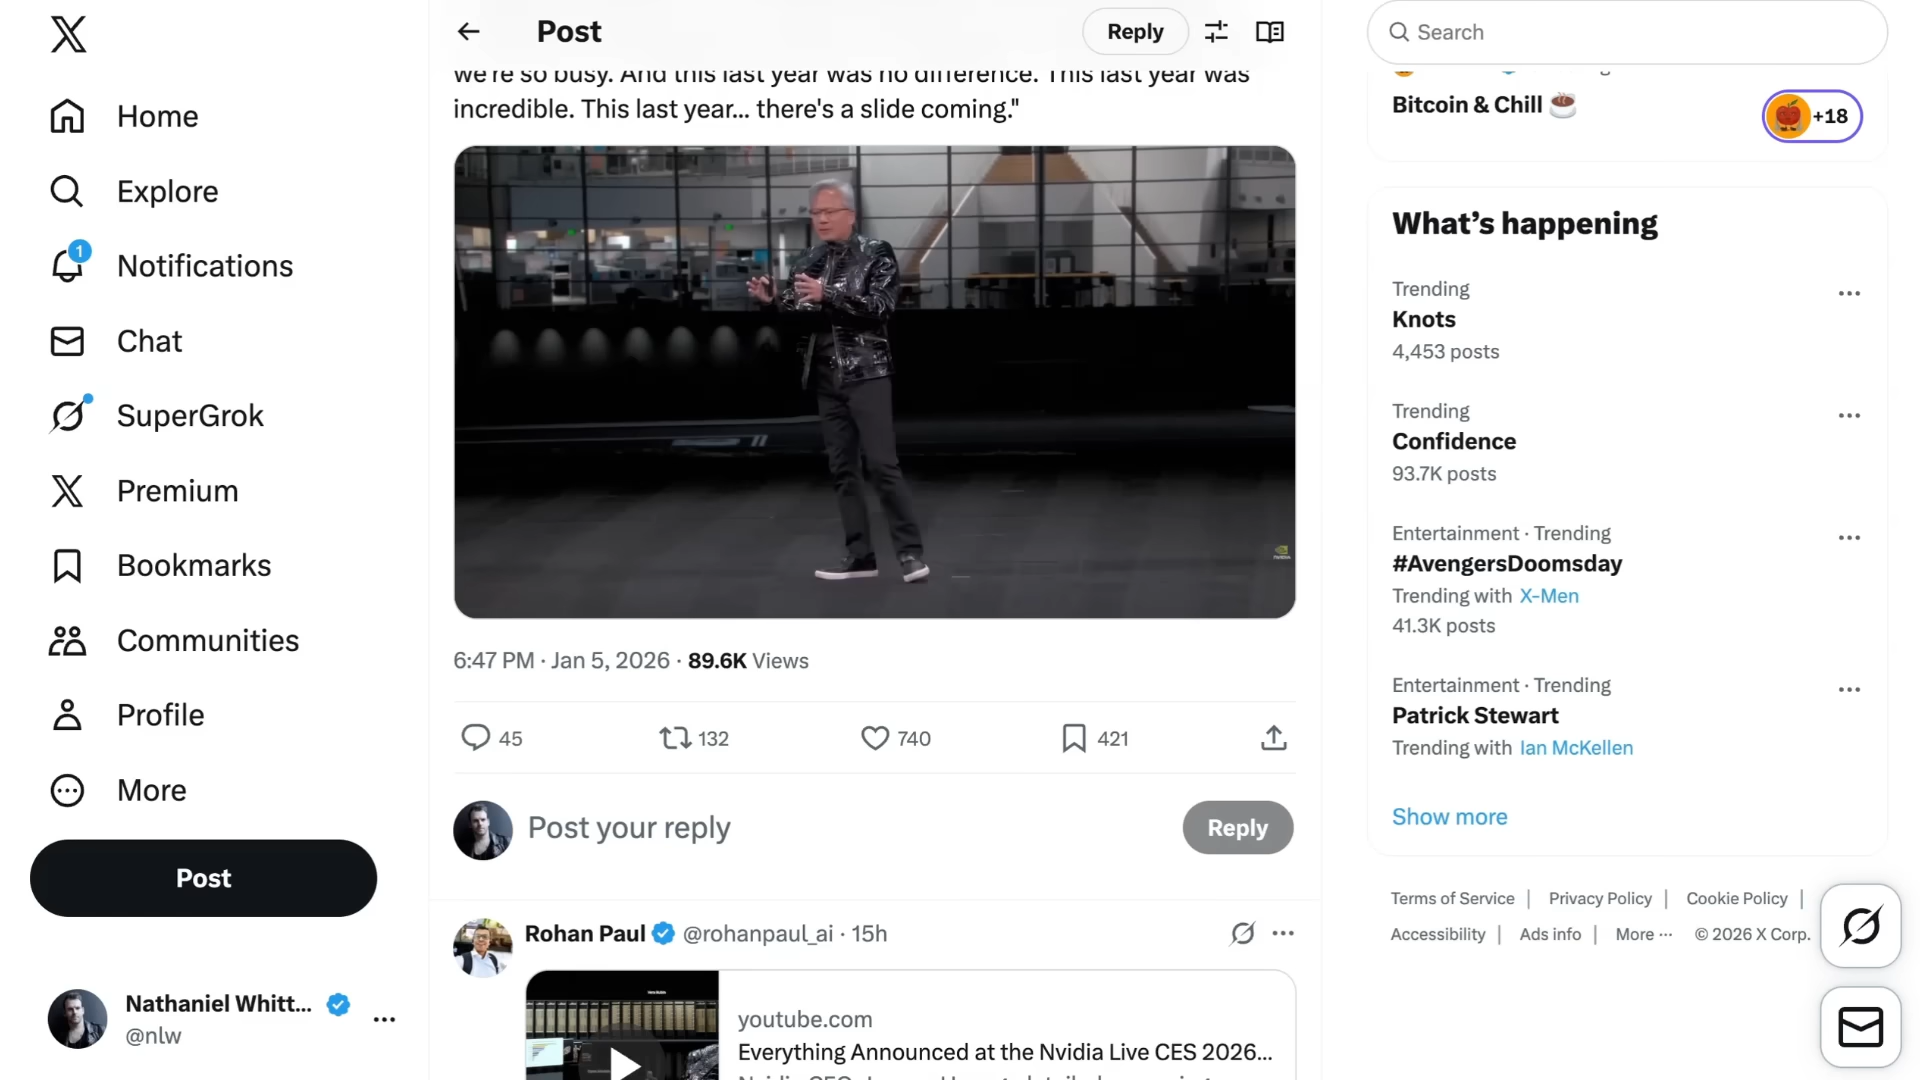 Home
Explore
1
Notifications
Chat
SuperGrok
Premium
Bookmarks
Communities
Profile
More
Post
Nathaniel Whitt...
@nlw
Post
Reply
we're so busy. And this last year was no difference. This last year was
incredible. This last year... there's a slide coming."
6:47 PM · Jan 5, 2026 · 89.6K Views
45
132
740
421
Post your reply
Reply
Rohan Paul @rohanpaul_ai · 15h
youtube.com
Everything Announced at the Nvidia Live CES 2026...
Search
Bitcoin & Chill
+18
What's happening
Trending
Knots
4,453 posts
Trending
Confidence
93.7K posts
Entertainment · Trending
#AvengersDoomsday
Trending with X-Men
41.3K posts
Entertainment · Trending
Patrick Stewart
Trending with Ian McKellen
Show more
Terms of Service | Privacy Policy | Cookie Policy |
Accessibility | Ads info | More ··· © 2026 X Corp.